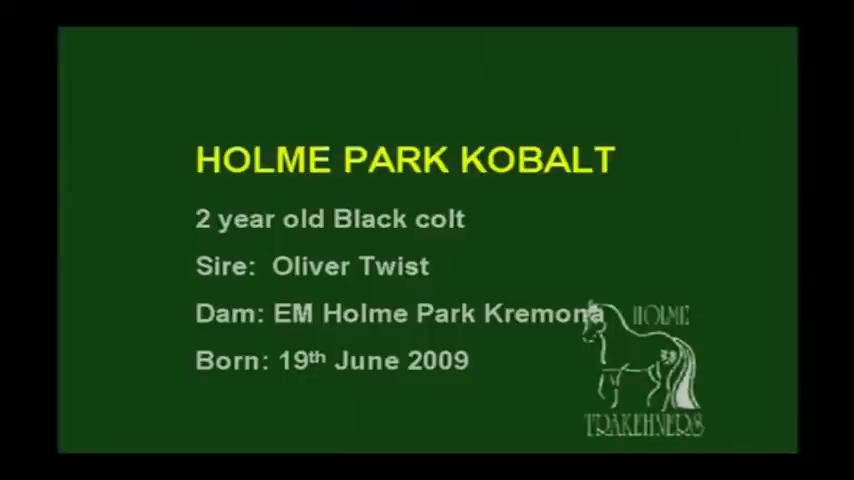 HOLME PARK KOBALT
2 year old Black colt
Sire: Oliver Twist
Dam: EM Holme Park Kremona
Born: 19th June 2009
HOLME
TRAKEHNERS